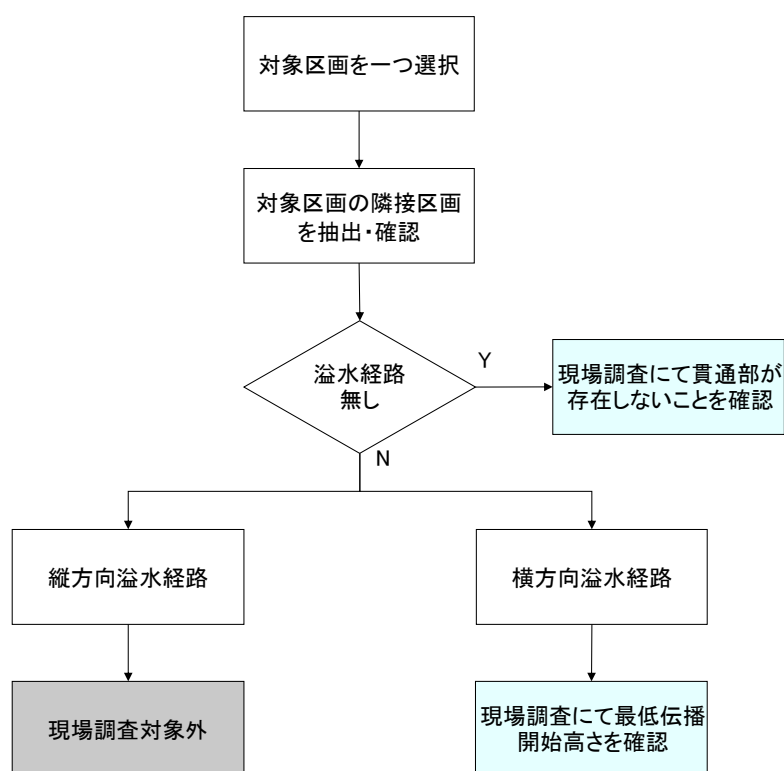 対象区画を一つ選択
対象区画の隣接区画
を抽出・確認
溢水経路
無し
Y
現場調査にて貫通部が
存在しないことを確認
N
縦方向溢水経路
横方向溢水経路
現場調査対象外
現場調査にて最低伝播
開始高さを確認